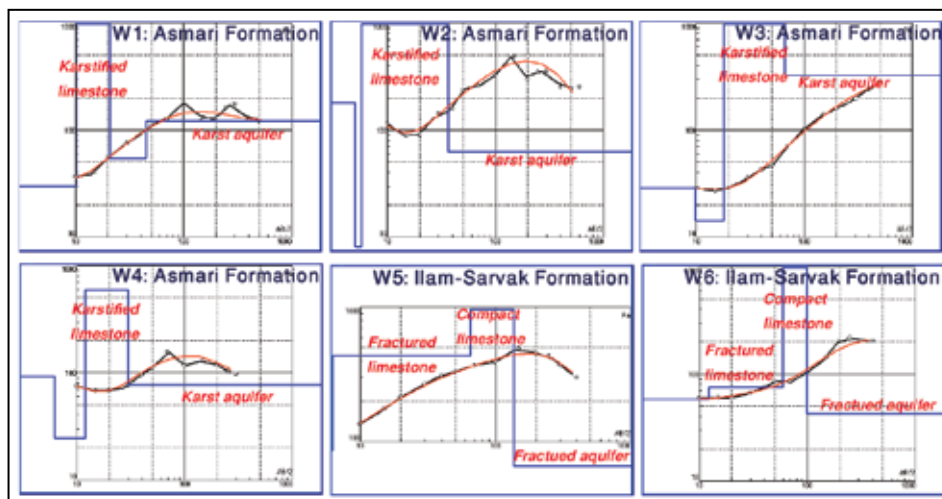 W1: Asmari Formation
Karstified
limestone
Karst aquifer
W2: Asmari Formation
Karstified
limestone
Karst aquifer
W3: Asmari Formation
Karstified
limestone
Karst aquifer
W4: Asmari Formation
Karstified
limestone
Karst aquifer
W5: Ilam-Sarvak Formation
Compact
limestone
Fractured
limestone
Fractued aquifer
W6: Ilam-Sarvak Formation
Compact
limestone
Fractured
limestone
Fractued aquifer